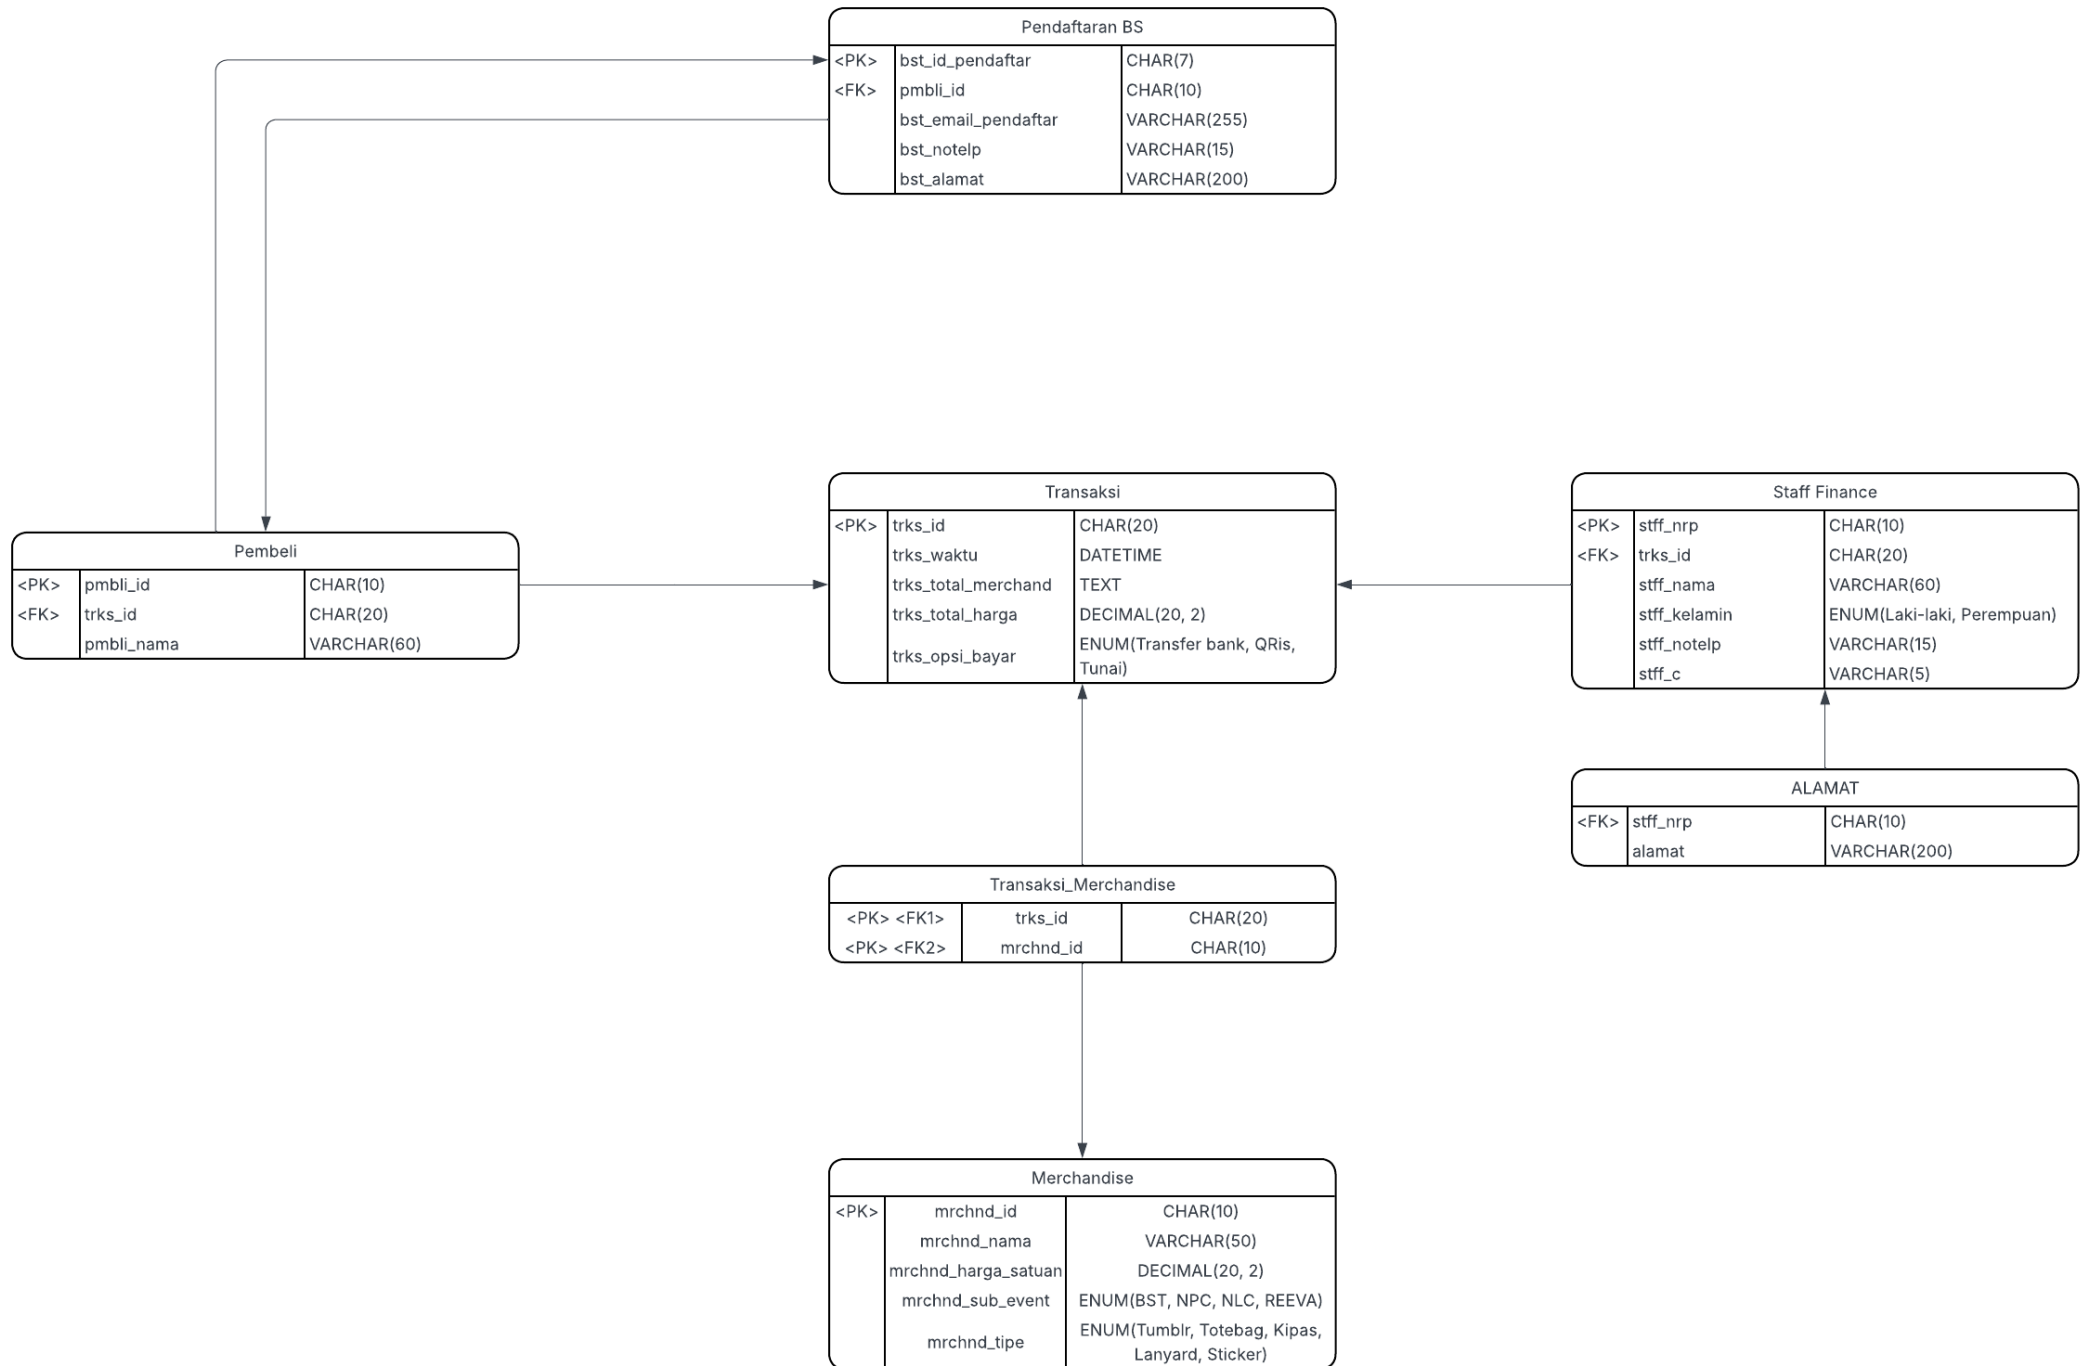 Pendaftaran BS
<PK> bst_id_pendaftar CHAR(7)
<FK> pmbli_id CHAR(10)
bst_email_pendaftar VARCHAR(255)
bst_notelp VARCHAR(15)
bst_alamat VARCHAR(200)
Pembeli
<PK> pmbli_id CHAR(10)
<FK> trks_id CHAR(20)
pmbli_nama VARCHAR(60)
Transaksi
<PK> trks_id CHAR(20)
trks_waktu DATETIME
trks_total_merchand TEXT
trks_total_harga DECIMAL(20, 2)
trks_opsi_bayar ENUM(Transfer bank, QRis,
Tunai)
Staff Finance
<PK> stff_nrp CHAR(10)
<FK> trks_id CHAR(20)
stff_nama VARCHAR(60)
stff_kelamin ENUM(Laki-laki, Perempuan)
stff_notelp VARCHAR(15)
stff_c VARCHAR(5)
ALAMAT
<FK> stff_nrp CHAR(10)
alamat VARCHAR(200)
Transaksi_Merchandise
<PK> <FK1> trks_id CHAR(20)
<PK> <FK2> mrchnd_id CHAR(10)
Merchandise
<PK> mrchnd_id CHAR(10)
mrchnd_nama VARCHAR(50)
mrchnd_harga_satuan DECIMAL(20, 2)
mrchnd_sub_event ENUM(BST, NPC, NLC, REEVA)
mrchnd_tipe ENUM(Tumblr, Totebag, Kipas,
Lanyard, Sticker)